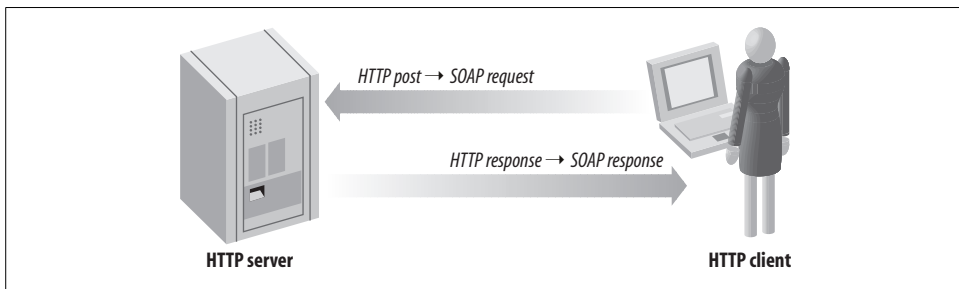 HTTP post → SOAP request
HTTP response → SOAP response
HTTP server
HTTP client